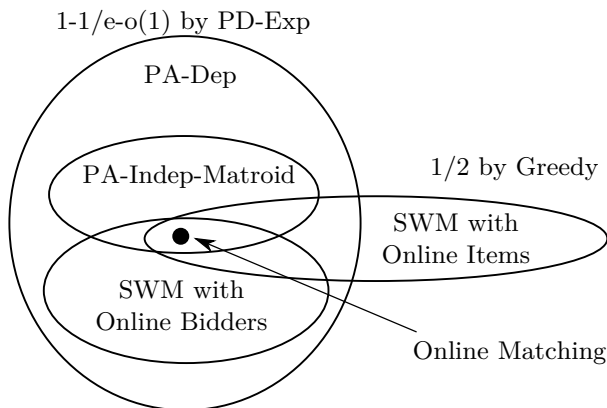 1-1/e-o(1) by PD-Exp
PA-Dep
PA-Indep-Matroid
1/2 by Greedy
SWM with
Online Items
SWM with
Online Bidders
Online Matching